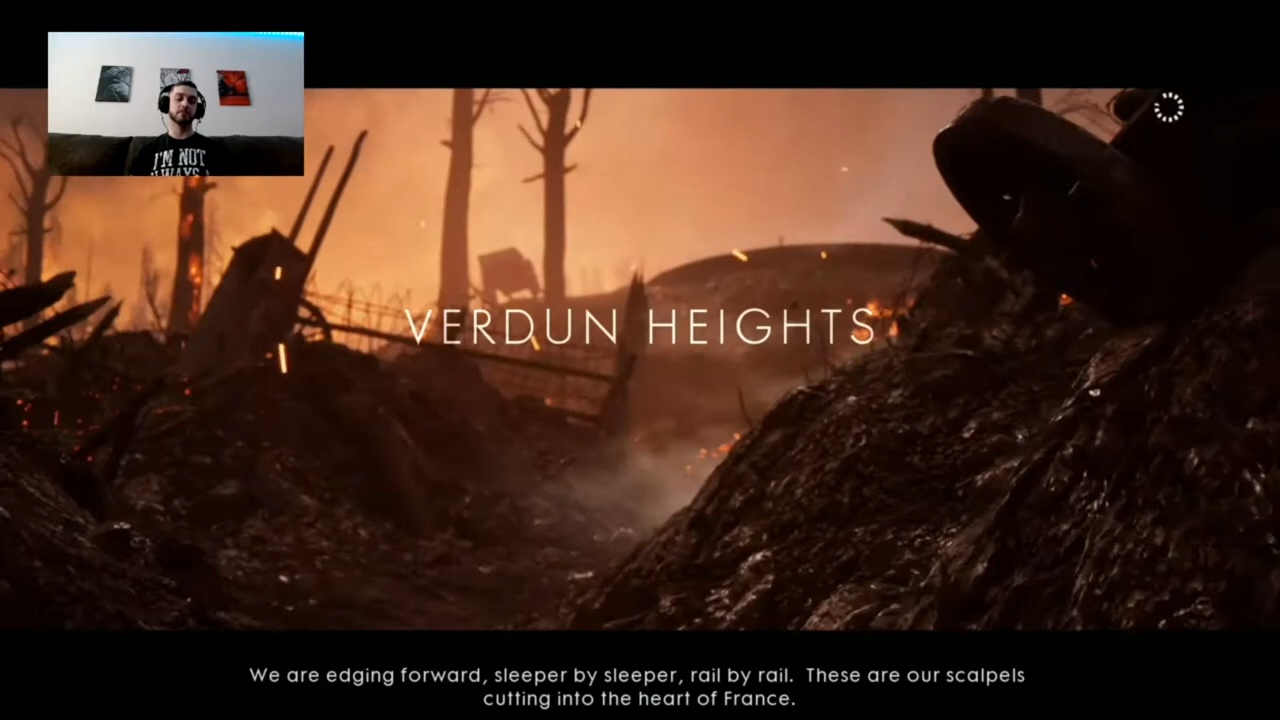 I'M NOT
ALWAYS A
VERDUN HEIGHTS
We are edging forward, sleeper by sleeper, rail by rail. These are our scalpels
cutting into the heart of France.